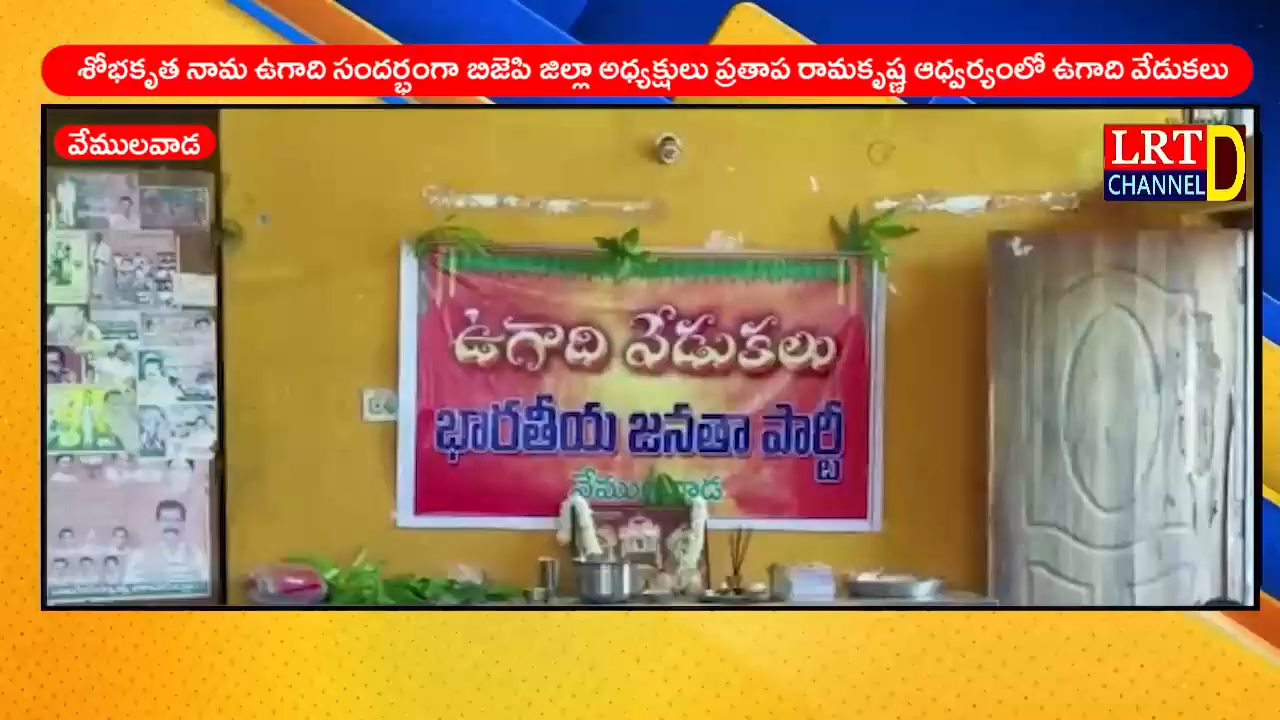 శోభకృత నామ ఉగాది సందర్భంగా బిజెపి జిల్లా అధ్యక్షులు ప్రతాప రామకృష్ణ ఆధ్వర్యంలో ఉగాది వేడుకలు
వేములవాడ
LRT D
CHANNEL
ఉగాది వేడుకలు
భారతీయ జనతా పార్టీ
వేములవాడ